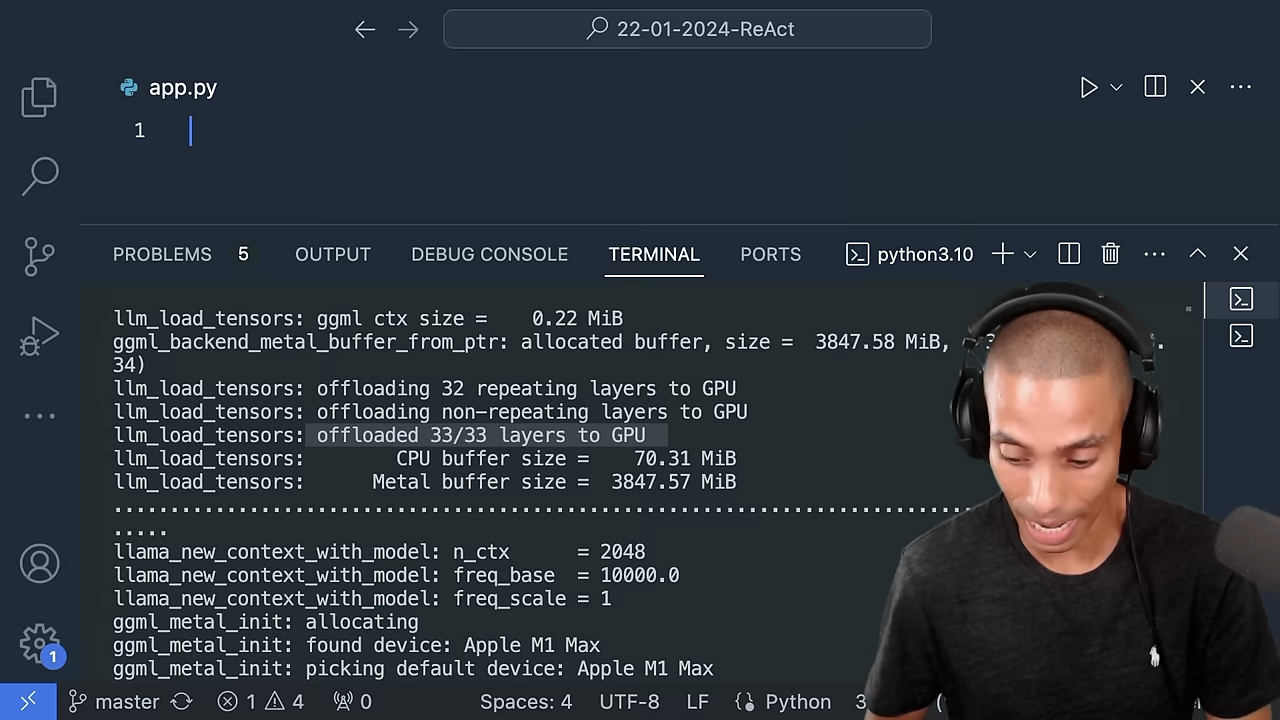 22-01-2024-ReAct
app.py
1
PROBLEMS 5 OUTPUT DEBUG CONSOLE TERMINAL PORTS python3.10
llm_load_tensors: ggml ctx size = 0.22 MiB
ggml_backend_metal_buffer_from_ptr: allocated buffer, size = 3847.58 MiB,
34)
llm_load_tensors: offloading 32 repeating layers to GPU
llm_load_tensors: offloading non-repeating layers to GPU
llm_load_tensors: offloaded 33/33 layers to GPU
llm_load_tensors: CPU buffer size = 70.31 MiB
llm_load_tensors: Metal buffer size = 3847.57 MiB
....................................................................................
.....
llama_new_context_with_model: n_ctx = 2048
llama_new_context_with_model: freq_base = 10000.0
llama_new_context_with_model: freq_scale = 1
ggml_metal_init: allocating
ggml_metal_init: found device: Apple M1 Max
ggml_metal_init: picking default device: Apple M1 Max
1
master 1 4 0 Spaces: 4 UTF-8 LF Python 3